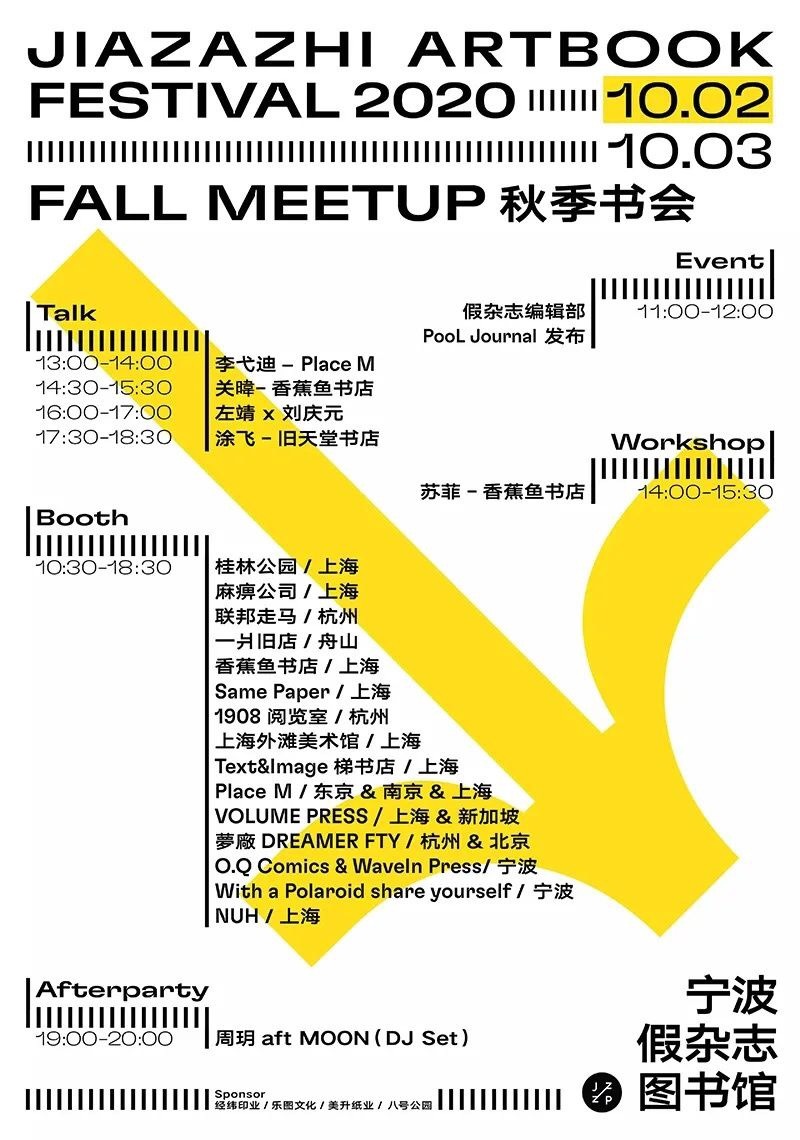 JIAZAZHI ARTBOOK
FESTIVAL 2020 10.02
10.03
FALL MEETUP 秋季书会
Event
11:00-12:00
假杂志编辑部
PooL Journal 发布
Talk
13:00-14:00 李弋迪 – Place M
14:30-15:30 关暐– 香蕉鱼书店
16:00-17:00 左靖 x 刘庆元
17:30-18:30 涂飞 – 旧天堂书店
Workshop
苏菲 – 香蕉鱼书店 14:00-15:30
Booth
10:30-18:30 桂林公园 / 上海
麻痹公司 / 上海
联邦走马 / 杭州
一爿旧店 / 舟山
香蕉鱼书店 / 上海
Same Paper / 上海
1908 阅览室 / 杭州
上海外滩美术馆 / 上海
Text&Image 梯书店 / 上海
Place M / 东京 & 南京 & 上海
VOLUME PRESS / 上海 & 新加坡
夢廠 DREAMER FTY / 杭州 & 北京
O.Q Comics & WaveIn Press/ 宁波
With a Polaroid share yourself / 宁波
NUH / 上海
Afterparty
19:00-20:00 周玥 aft MOON ( DJ Set )
Sponsor
经纬印业 / 乐图文化 / 美升纸业 / 八号公园
JZ
ZP
宁波
假杂志
图书馆